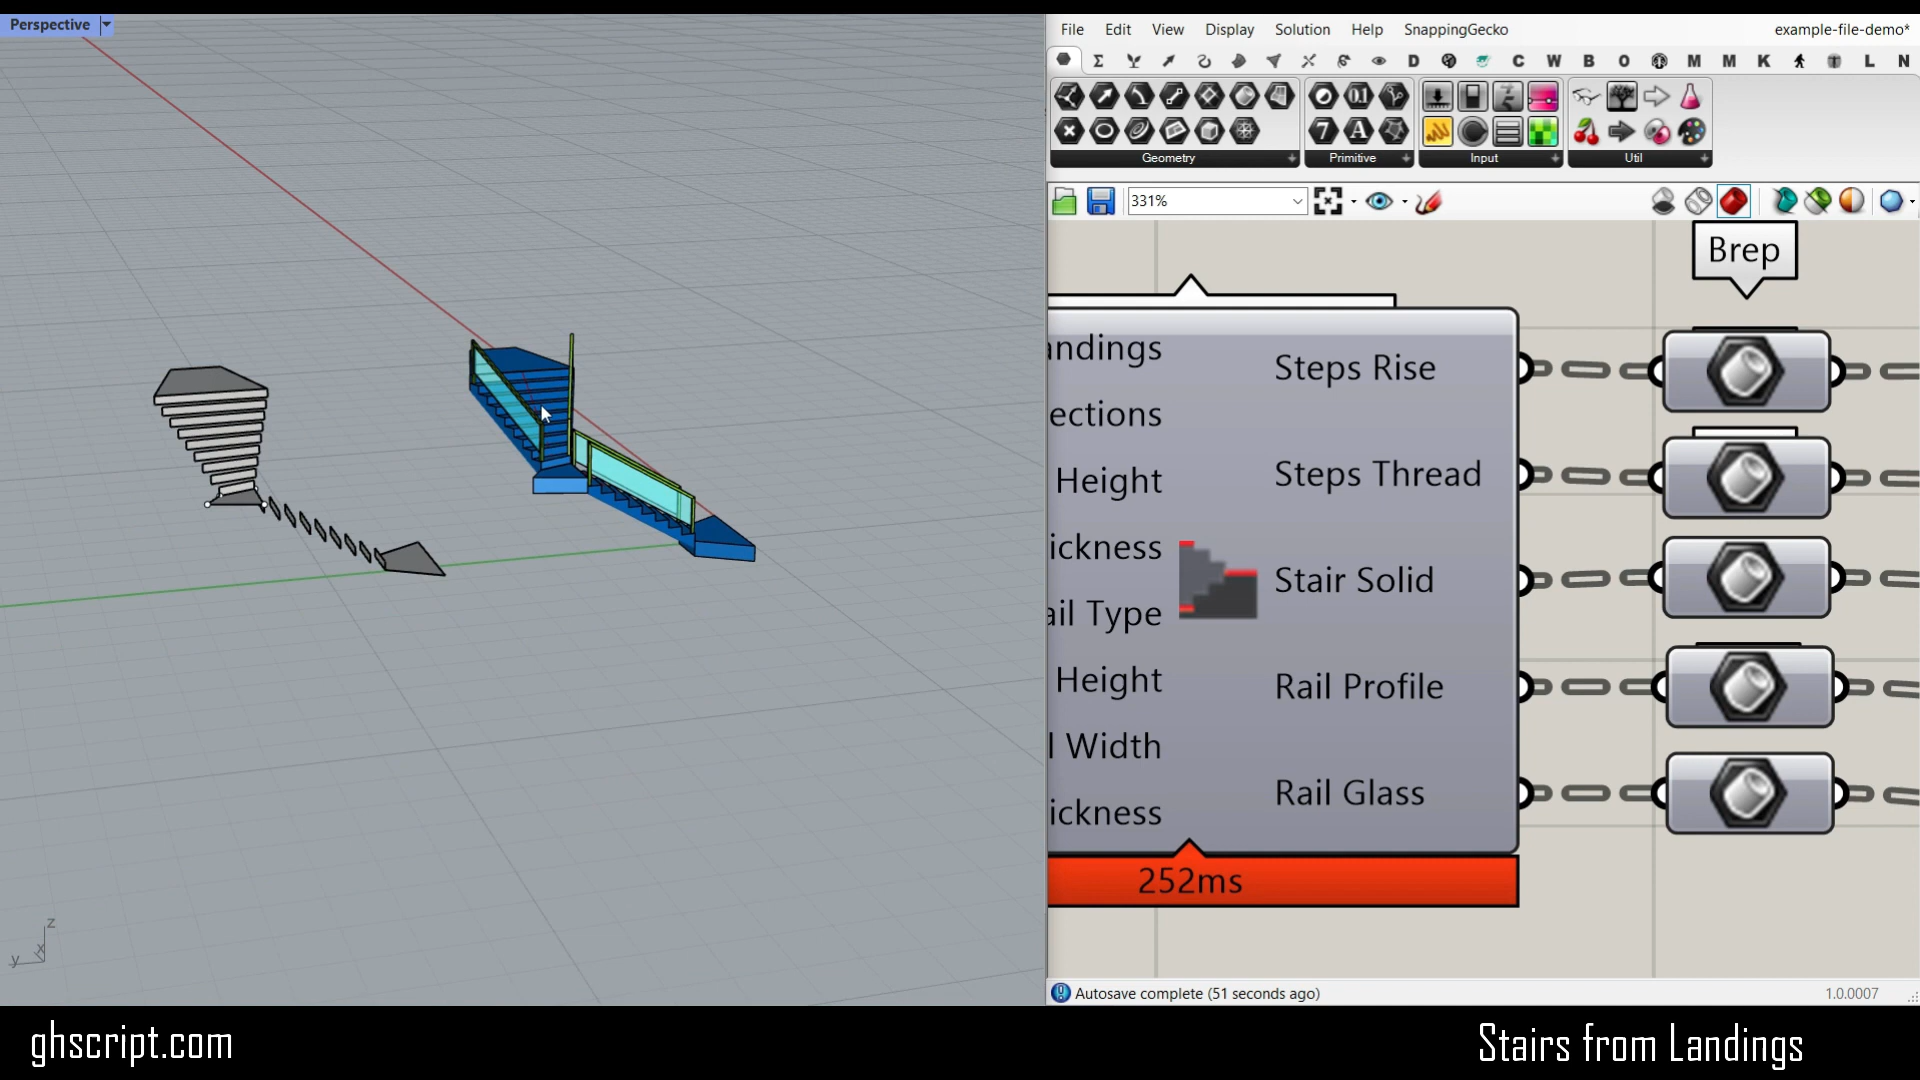 Perspective
File Edit View Display Solution Help SnappingGecko example-file-demo*
D C W B O M M K L N
Geometry Primitive Input Util
331%
Brep
andings
ections
Height
ickness
ail Type
Height
l Width
ickness
Steps Rise
Steps Thread
Stair Solid
Rail Profile
Rail Glass
252ms
z
x
y
Autosave complete (51 seconds ago) 1.0.0007
ghscript.com Stairs from Landings